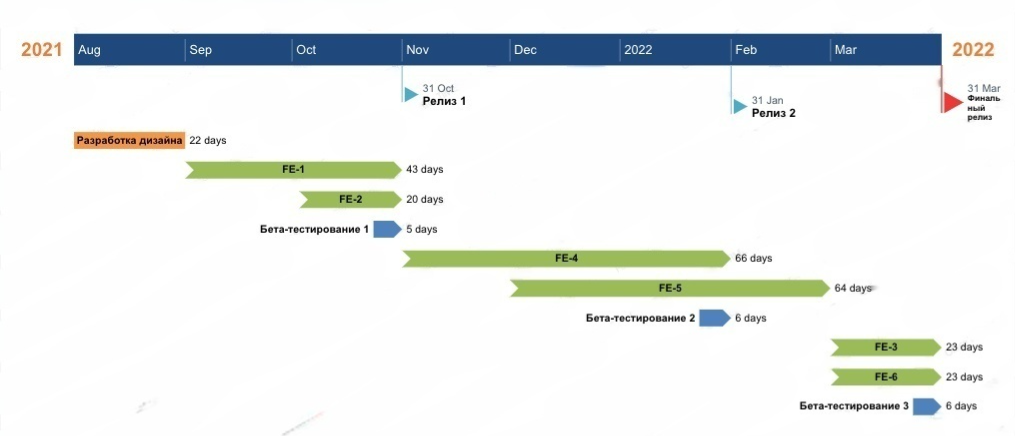 2021 Aug Sep Oct Nov Dec 2022 Feb Mar 2022
31 Oct
Релиз 1
31 Jan
Релиз 2
31 Mar
Финаль
ный
релиз
Разработка дизайна 22 days
FE-1 43 days
FE-2 20 days
Бета-тестирование 1 5 days
FE-4 66 days
FE-5 64 days
Бета-тестирование 2 6 days
FE-3 23 days
FE-6 23 days
Бета-тестирование 3 6 days